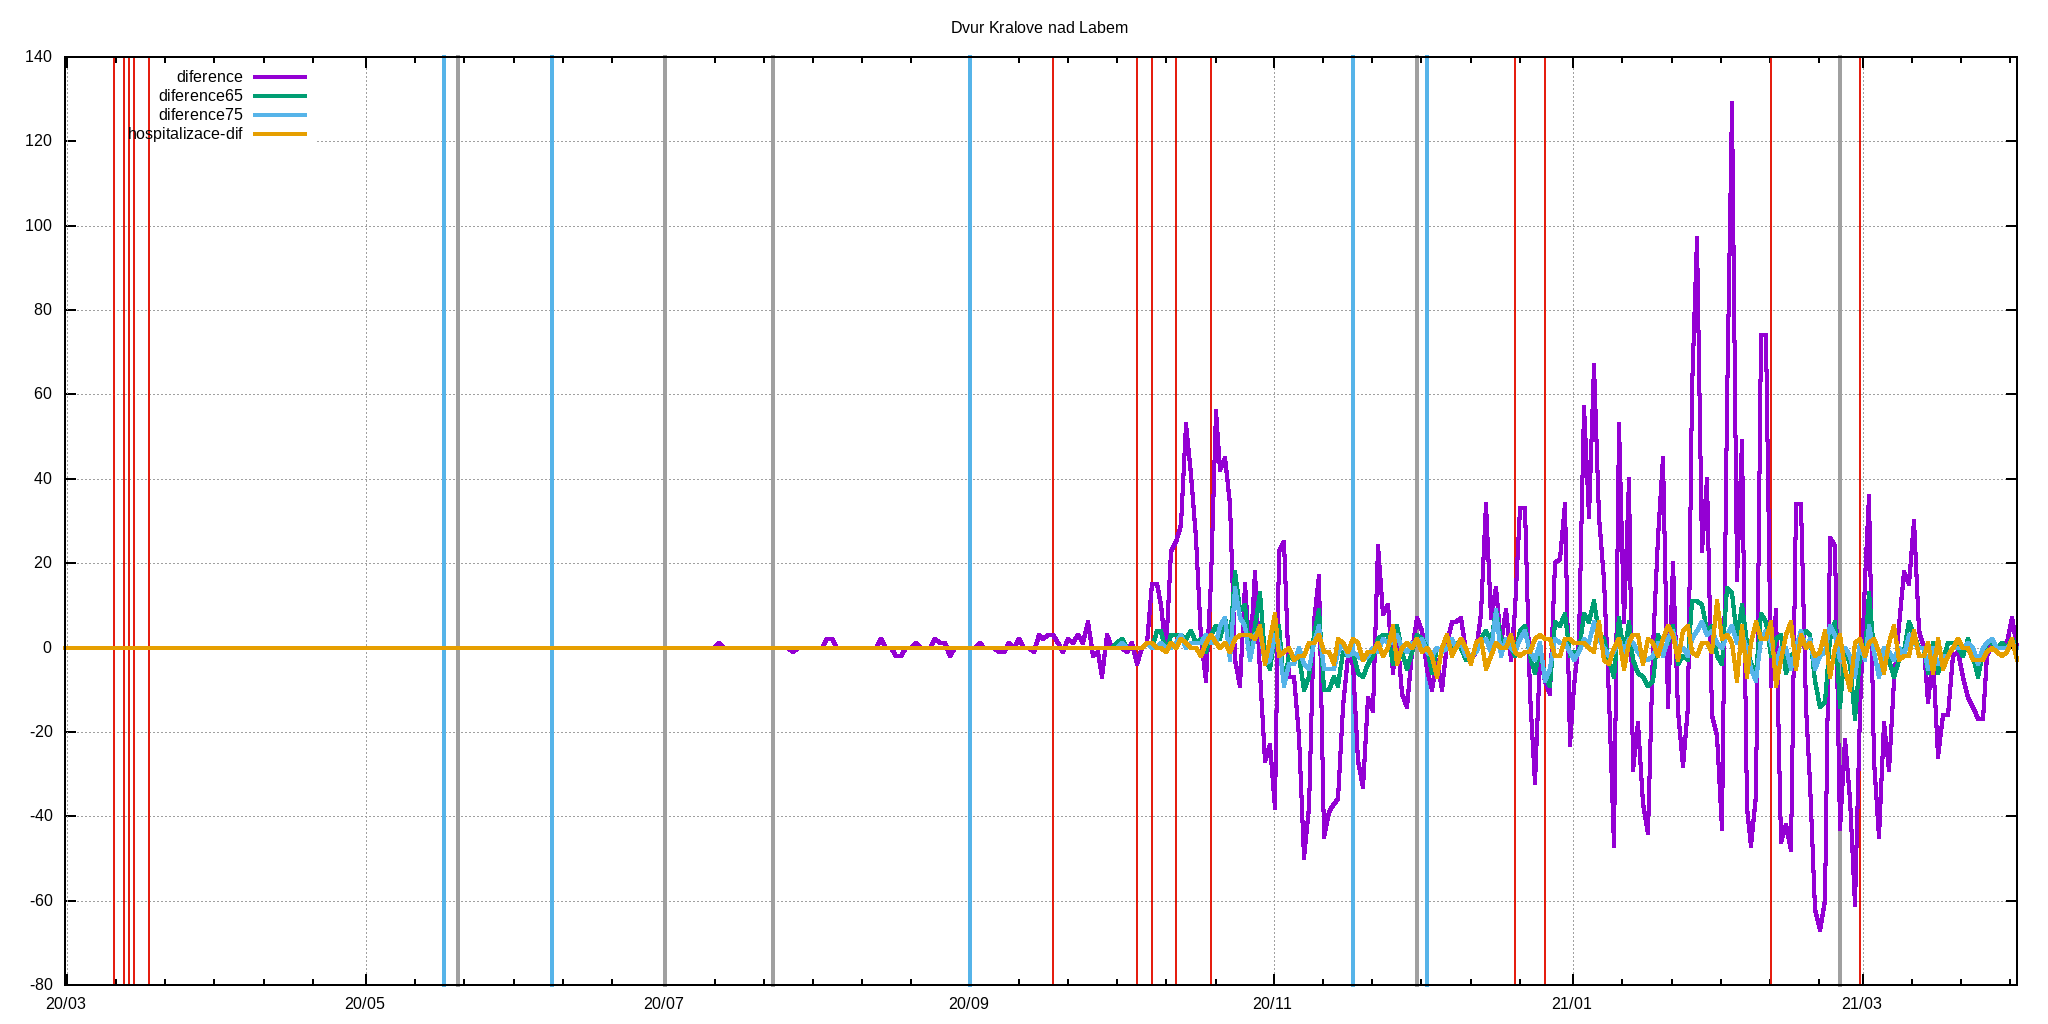 Dvur Kralove nad Labem
140
120
100
80
60
40
20
0
-20
-40
-60
-80
diference
diference65
diference75
hospitalizace-dif
20/03 20/05 20/07 20/09 20/11 21/01 21/03